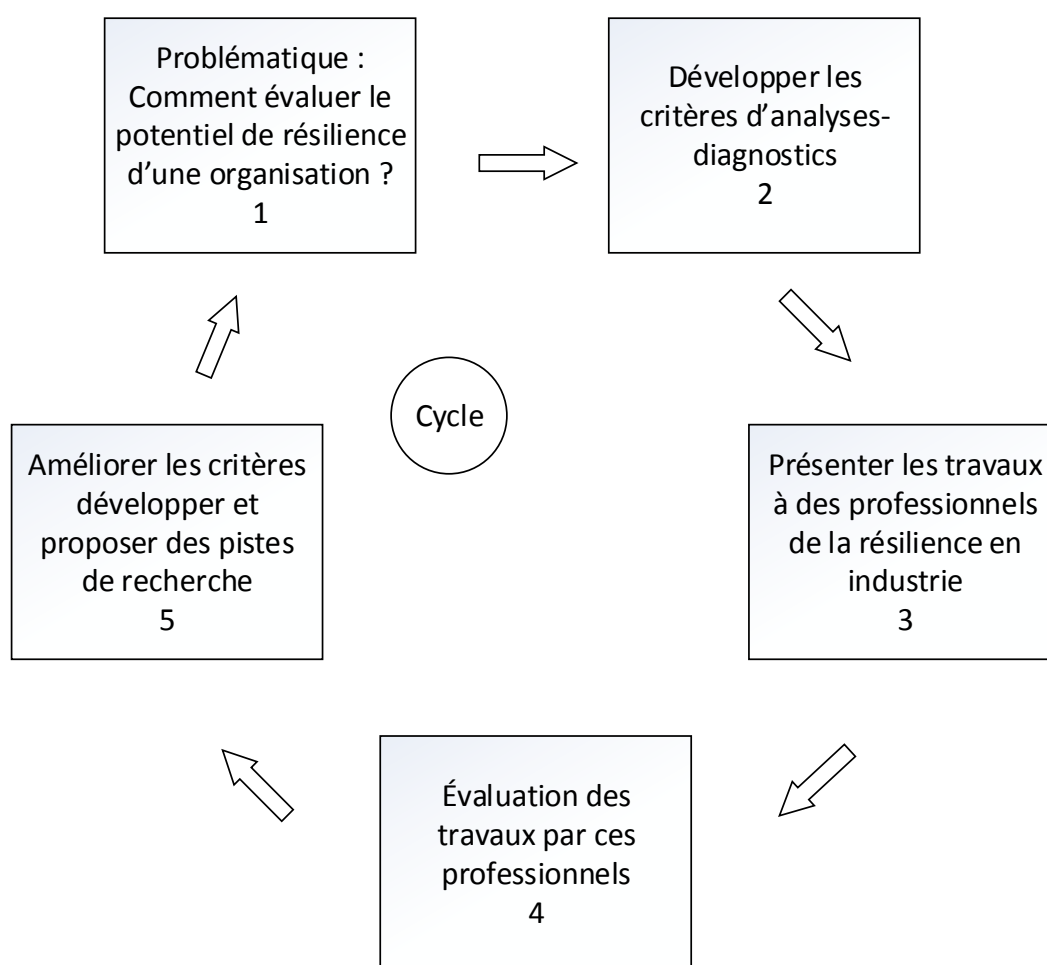 Problématique :
Comment évaluer le
potentiel de résilience
d’une organisation ?
1
Développer les
critères d’analyses-
diagnostics
2
Cycle
Présenter les travaux
à des professionnels
de la résilience en
industrie
3
Évaluation des
travaux par ces
professionnels
4
Améliorer les critères
développer et
proposer des pistes
de recherche
5